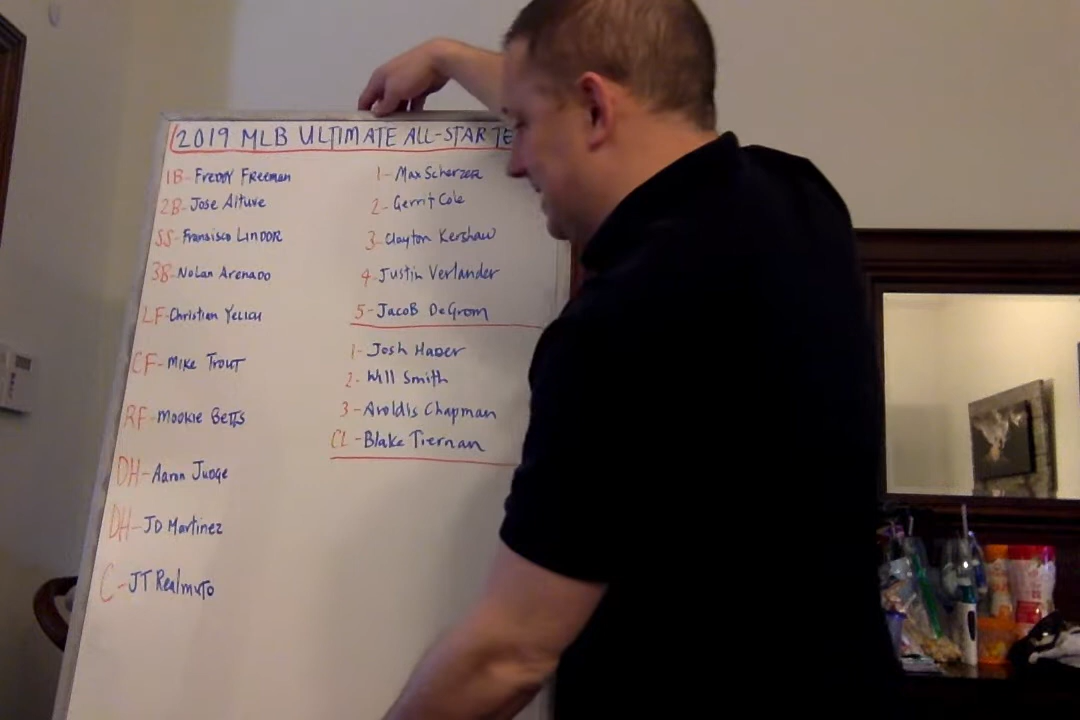 2019 MLB ULTIMATE ALL-STAR TE
1B-Freddy Freeman
2B-Jose Altuve
SS-Fransisco LinDOR
3B-Nolan Arenado
LF-Christian Yelich
CF-Mike Trout
RF-Mookie Betts
DH-Aaron Judge
DH-JD Martinez
C-JT Realmuto
1-Max Scherzer
2-Gerrit Cole
3-Clayton Kershaw
4-Justin Verlander
5-Jacob DeGrom
1-Josh Hader
2-Will Smith
3-Aroldis Chapman
CL-Blake Tiernan